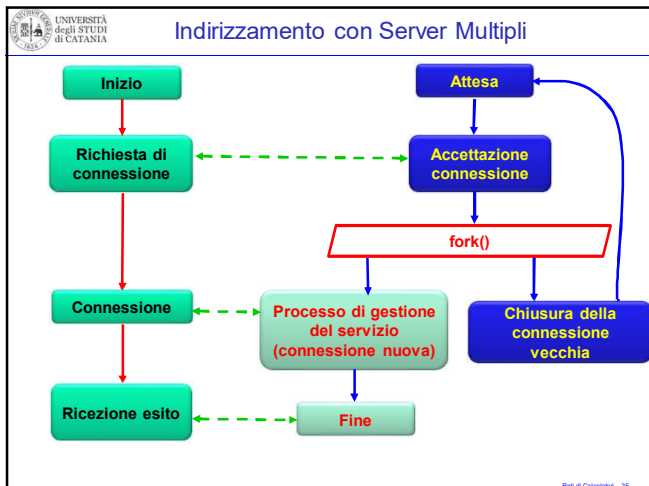 UNIVERSITÀ
degli STUDI
di CATANIA
Indirizzamento con Server Multipli
Inizio
Attesa
Richiesta di
connessione
Accettazione
connessione
fork()
Connessione
Processo di gestione
del servizio
(connessione nuova)
Chiusura della
connessione
vecchia
Ricezione esito
Fine